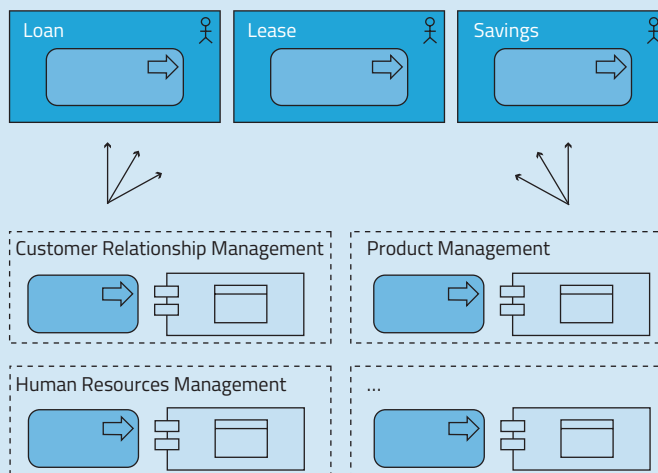 Loan
Lease
Savings
Customer Relationship Management
Product Management
Human Resources Management
...